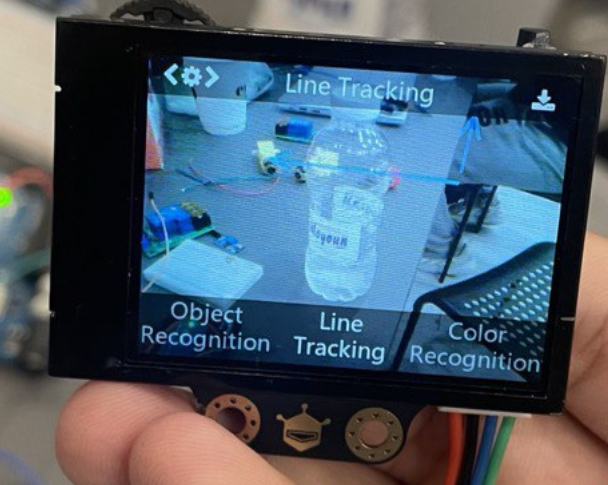 Line Tracking
Object
Recognition
Line
Tracking
Color
Recognition